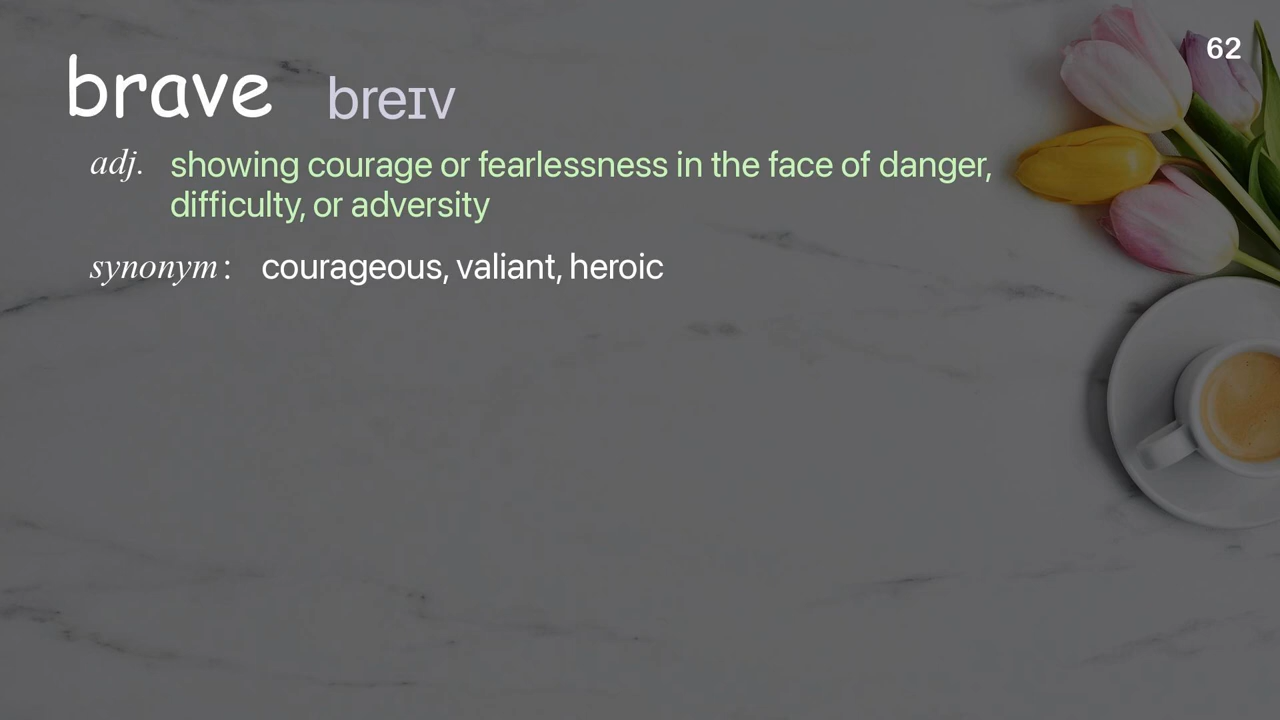 62
brave breɪv
adj. showing courage or fearlessness in the face of danger,
difficulty, or adversity
synonym : courageous, valiant, heroic